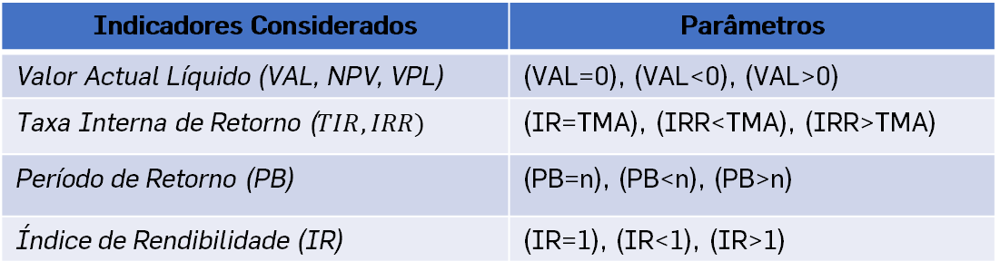 Indicadores Considerados Parâmetros
Valor Actual Líquido (VAL, NPV, VPL) (VAL=0), (VAL<0), (VAL>0)
Taxa Interna de Retorno (TIR, IRR) (IR=TMA), (IRR<TMA), (IRR>TMA)
Período de Retorno (PB) (PB=n), (PB<n), (PB>n)
Índice de Rendibilidade (IR) (IR=1), (IR<1), (IR>1)